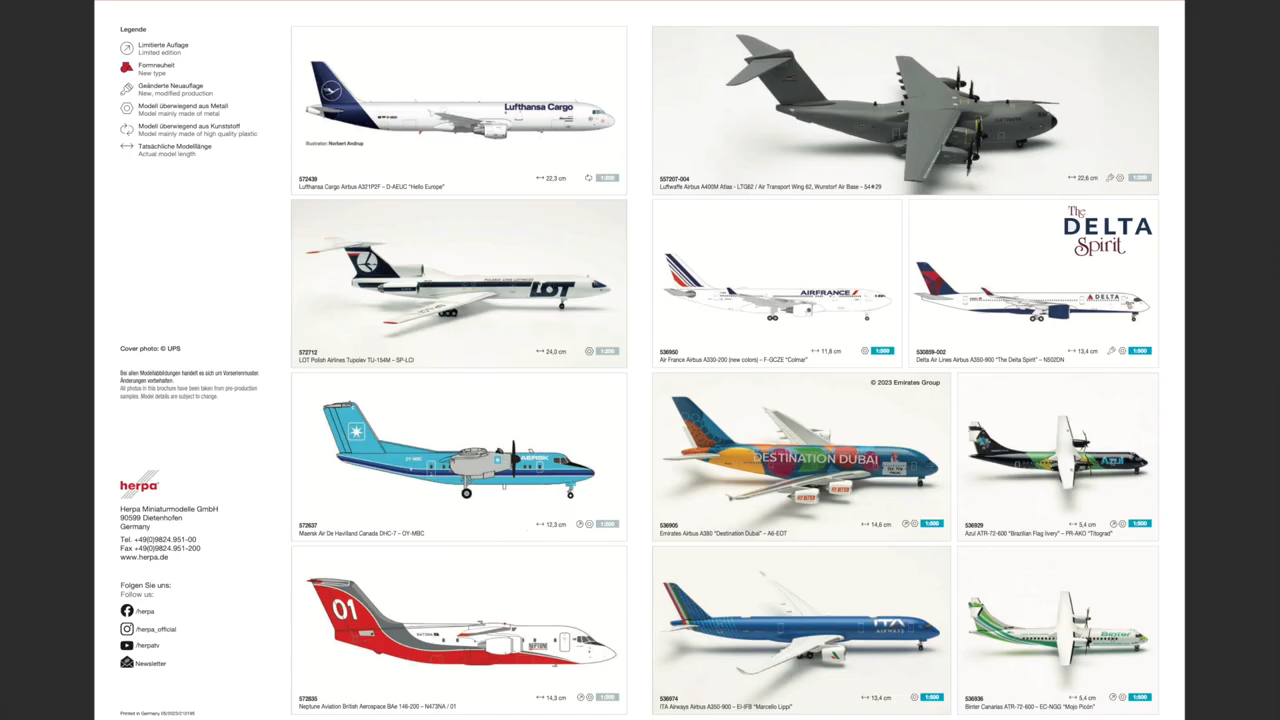 Legende
Limitierte Auflage
Limited edition
Formneuheit
New type
Geänderte Neuauflage
New, modified production
Modell überwiegend aus Metall
Model mainly made of metal
Modell überwiegend aus Kunststoff
Model mainly made of high quality plastic
Tatsächliche Modelllänge
Actual model length
Cover photo: © UPS
Bei allen Modellabbildungen handelt es sich um Vorserienmuster.
Änderungen vorbehalten.
All photos in this brochure have been taken from pre-production
samples. Model details are subject to change.
herpa
Herpa Miniaturmodelle GmbH
90599 Dietenhofen
Germany
Tel. +49(0)9824.951-00
Fax +49(0)9824.951-200
www.herpa.de
Folgen Sie uns:
Follow us:
/herpa
/herpa_official
/herpatv
Newsletter
Printed in Germany 05/2023/210195
Lufthansa Cargo
Illustrator: Norbert Andrup
572439
22,3 cm
1:200
Lufthansa Cargo Airbus A321P2F – D-AEUC "Hello Europe"
LUFTWAFFE
557207-004
22,6 cm
1:200
Luftwaffe Airbus A400M Atlas - LTG62 / Air Transport Wing 62, Wunstorf Air Base – 54+29
POLSKIE LINIE LOTNICZE
LOT
572712
24,0 cm
1:200
LOT Polish Airlines Tupolev TU-154M – SP-LCI
AIRFRANCE
536950
11,8 cm
1:500
Air France Airbus A330-200 (new colors) – F-GCZE "Colmar"
The
DELTA
Spirit
DELTA
530859-002
13,4 cm
1:500
Delta Air Lines Airbus A350-900 "The Delta Spirit" – N502DN
OY-MBC
AERSK
572637
12,3 cm
1:200
Maersk Air De Havilland Canada DHC-7 – OY-MBC
© 2023 Emirates Group
DESTINATION DUBAI
536905
14,6 cm
1:500
Emirates Airbus A380 "Destination Dubai" – A6-EOT
Azul
536929
5,4 cm
1:500
Azul ATR-72-600 "Brazilian Flag livery" – PR-AKO "Titograd"
01
N473NA
NEPTUNE
572835
14,3 cm
1:200
Neptune Aviation British Aerospace BAe 146-200 – N473NA / 01
ITA
AIRWAYS
536974
13,4 cm
1:500
ITA Airways Airbus A350-900 – EI-IFB "Marcello Lippi"
Binter
536936
5,4 cm
1:500
Binter Canarias ATR-72-600 – EC-NGG "Mojo Picón"